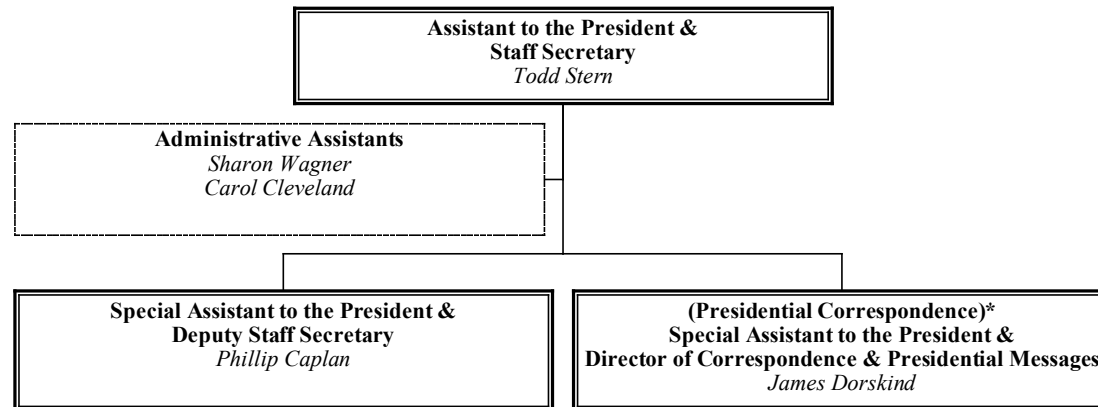 Assistant to the President &
Staff Secretary
Todd Stern
Administrative Assistants
Sharon Wagner
Carol Cleveland
Special Assistant to the President &
Deputy Staff Secretary
Phillip Caplan
(Presidential Correspondence)*
Special Assistant to the President &
Director of Correspondence & Presidential Messages
James Dorskind